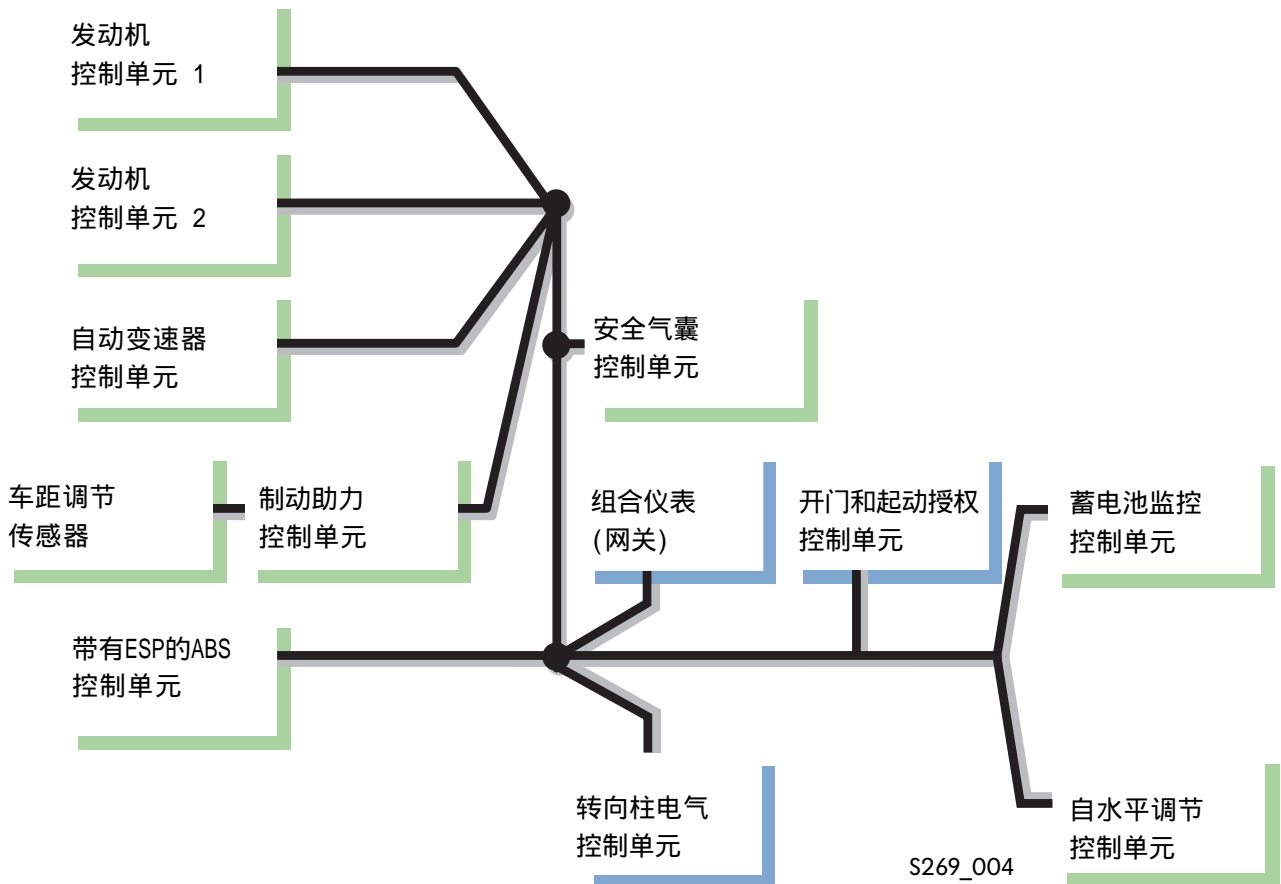 发动机
控制单元 1
发动机
控制单元 2
自动变速器
控制单元
安全气囊
控制单元
车距调节
传感器
制动助力
控制单元
组合仪表
(网关)
开门和起动授权
控制单元
蓄电池监控
控制单元
带有ESP的ABS
控制单元
转向柱电气
控制单元
自水平调节
控制单元
S269_004